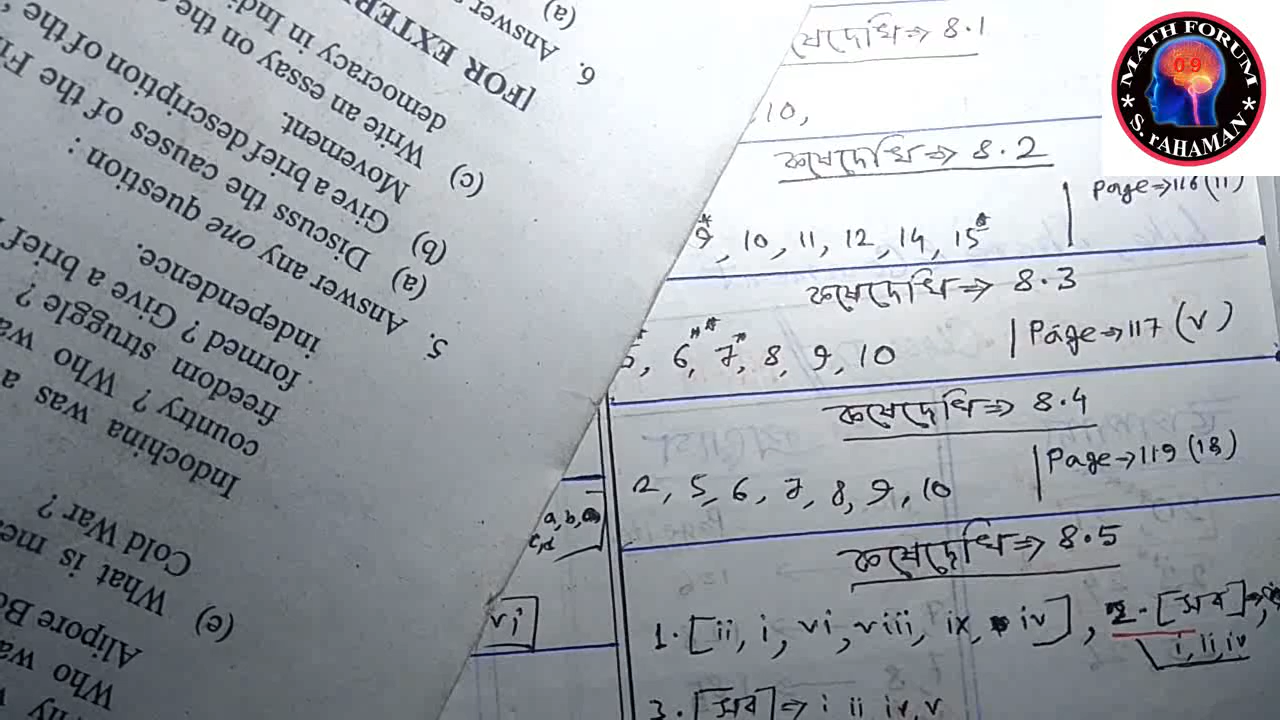 MATH FORUM
09
S. rAHAMAN
কষেদেখি⇒ 8.1
10,
কষেদেখি⇒ 8.2
Page→116(11)
9*, 10, 11, 12, 14, 15*
কষেদেখি⇒ 8.3
Page→117 (v)
5, 6**, 7*, 8, 9, 10
কষেদেখি⇒ 8.4
Page→119 (18)
2, 5, 6, 7, 8, 9, 10
কষেদেখি⇒ 8.5
1. [ii, i, vi, viii, ix, iv], 2. [সব]⇒
i, ii, iv
3. [সব]⇒ i ii iv, v
a, b,
c, d
vi
(a)
6. Answer
[FOR EXTER
democracy in Indi
Write an essay on the
(c)
Movement.
Give a brief description of the
(b)
Discuss the causes of the Fi
(a)
5. Answer any one question :
independence.
formed ? Give a brief
freedom struggle ?
country ? Who wa
Indochina was a
Cold War ?
(e) What is mea
Alipore Bo
Who wa